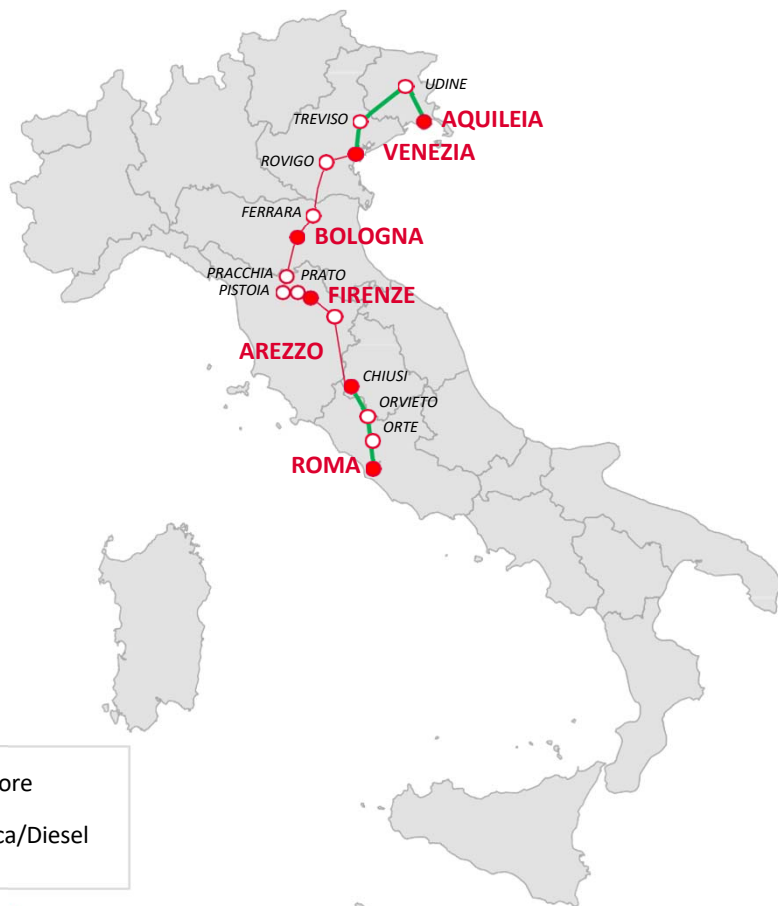 UDINE
TREVISO
AQUILEIA
VENEZIA
ROVIGO
FERRARA
BOLOGNA
PRACCHIA
PRATO
PISTOIA
FIRENZE
AREZZO
CHIUSI
ORVIETO
ORTE
ROMA
ore
ca/Diesel